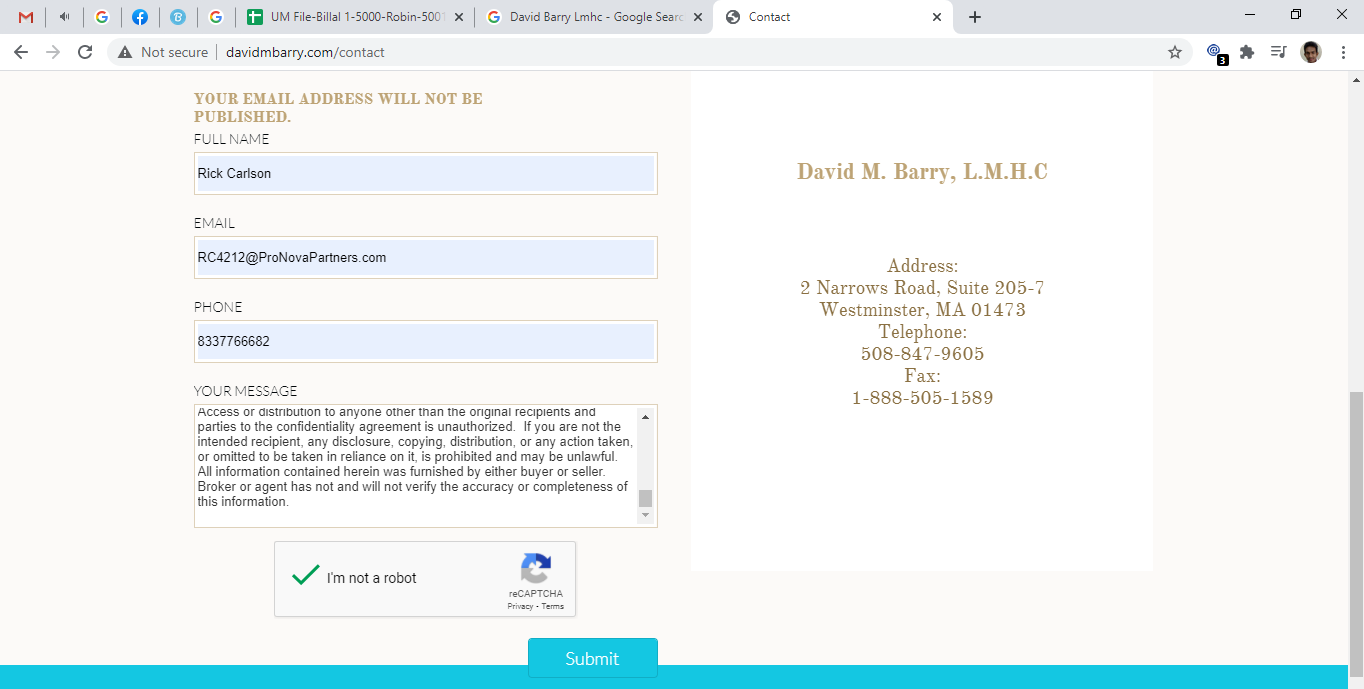 UM File-Billal 1-5000-Robin-5001
David Barry Lmhc - Google Searc
Contact
Not secure
davidmbarry.com/contact
3
YOUR EMAIL ADDRESS WILL NOT BE
PUBLISHED.
FULL NAME
Rick Carlson
EMAIL
RC4212@ProNovaPartners.com
PHONE
8337766682
YOUR MESSAGE
Access or distribution to anyone other than the original recipients and
parties to the confidentiality agreement is unauthorized.  If you are not the
intended recipient, any disclosure, copying, distribution, or any action taken,
or omitted to be taken in reliance on it, is prohibited and may be unlawful.
All information contained herein was furnished by either buyer or seller.
Broker or agent has not and will not verify the accuracy or completeness of
this information.
I'm not a robot
reCAPTCHA
Privacy - Terms
Submit
David M. Barry, L.M.H.C
Address:
2 Narrows Road, Suite 205-7
Westminster, MA 01473
Telephone:
508-847-9605
Fax:
1-888-505-1589